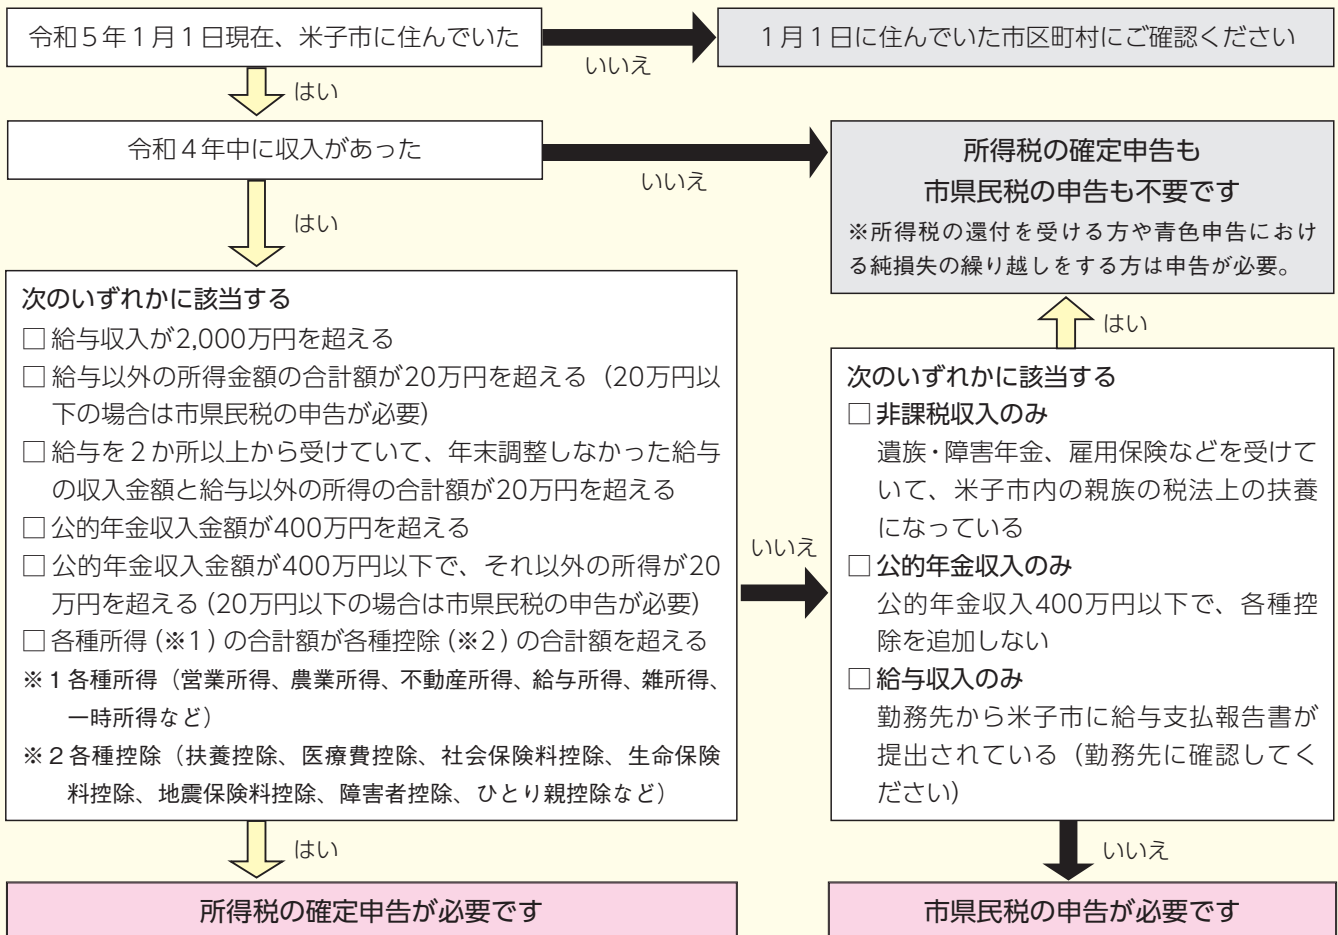 令和５年１月１日現在、米子市に住んでいた
いいえ
１月１日に住んでいた市区町村にご確認ください
はい
令和４年中に収入があった
いいえ
所得税の確定申告も
市県民税の申告も不要です
※所得税の還付を受ける方や青色申告におけ
る純損失の繰り越しをする方は申告が必要。
はい
次のいずれかに該当する
□給与収入が2,000万円を超える
□給与以外の所得金額の合計額が20万円を超える（20万円以
下の場合は市県民税の申告が必要）
□給与を２か所以上から受けていて、年末調整しなかった給与
の収入金額と給与以外の所得の合計額が20万円を超える
□公的年金収入金額が400万円を超える
□公的年金収入金額が400万円以下で、それ以外の所得が20
万円を超える（20万円以下の場合は市県民税の申告が必要）
□各種所得（※1）の合計額が各種控除（※2）の合計額を超える
※１各種所得（営業所得、農業所得、不動産所得、給与所得、雑所得、
一時所得など）
※２各種控除（扶養控除、医療費控除、社会保険料控除、生命保険
料控除、地震保険料控除、障害者控除、ひとり親控除など）
いいえ
はい
次のいずれかに該当する
□非課税収入のみ
遺族・障害年金、雇用保険などを受けて
いて、米子市内の親族の税法上の扶養
になっている
□公的年金収入のみ
公的年金収入400万円以下で、各種控
除を追加しない
□給与収入のみ
勤務先から米子市に給与支払報告書が
提出されている（勤務先に確認してく
ださい）
はい
いいえ
所得税の確定申告が必要です
市県民税の申告が必要です